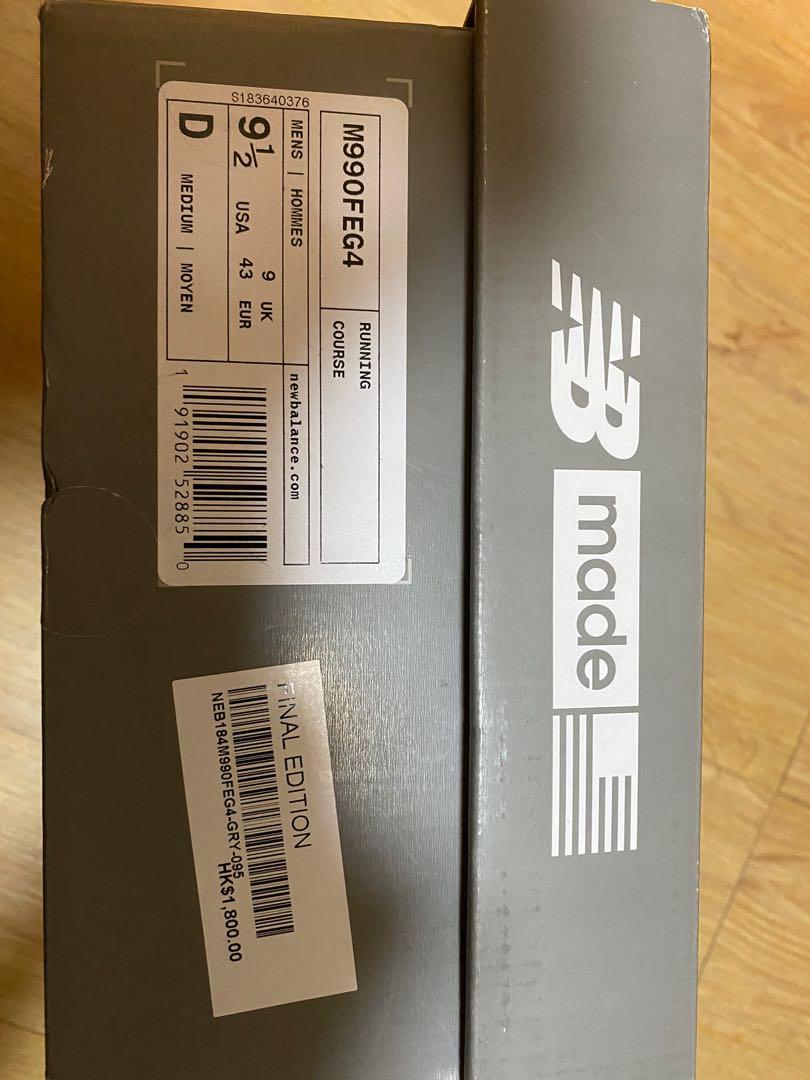 S183640376
M990FEG4
RUNNING
COURSE
MENS | HOMMES
newbalance.com
9½ USA 9 UK
43 EUR
D MEDIUM | MOYEN
1 91902 52885 0
FINAL EDITION
NEB184M990FEG4-GRY-095
HK$1,800.00
NB made